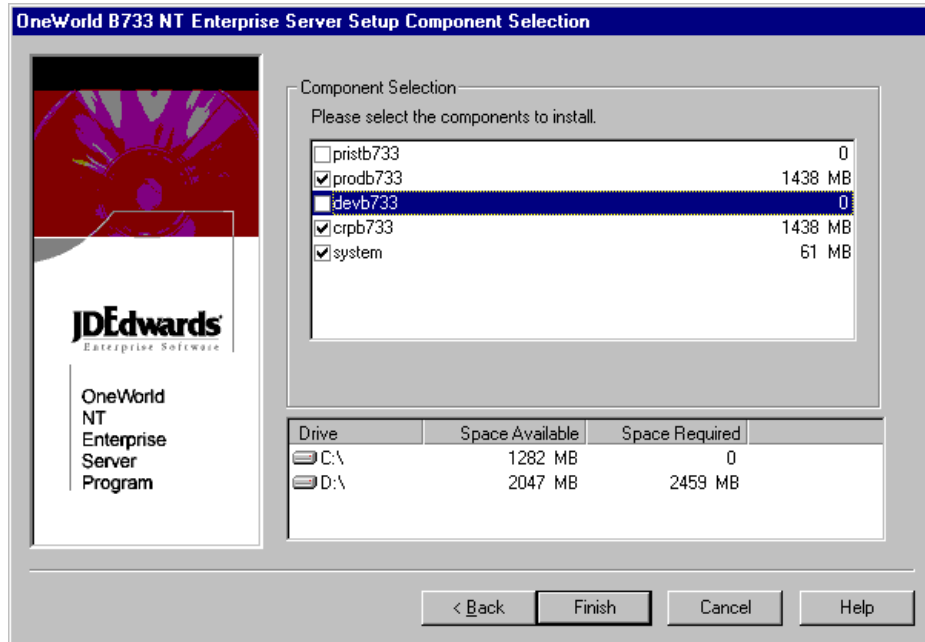 OneWorld B733 NT Enterprise Server Setup Component Selection
Component Selection
Please select the components to install.
pristb733 0
prodb733 1438 MB
devb733 0
crpb733 1438 MB
system 61 MB
JDEdwards
Enterprise Software
OneWorld
NT
Enterprise
Server
Program
Drive Space Available Space Required
C:\ 1282 MB 0
D:\ 2047 MB 2459 MB
< Back Finish Cancel Help